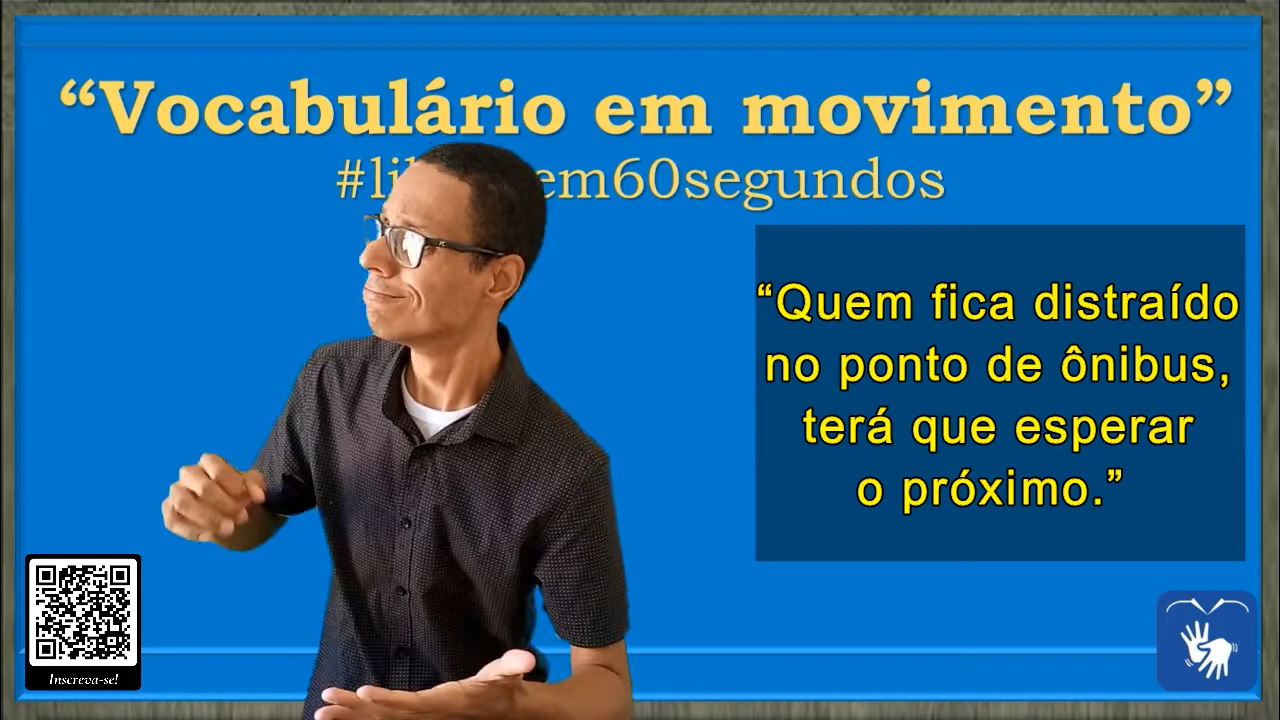 “Vocabulário em movimento”
em60segundos
“Quem fica distraído
no ponto de ônibus,
terá que esperar
o próximo.”
Inscreva-se!